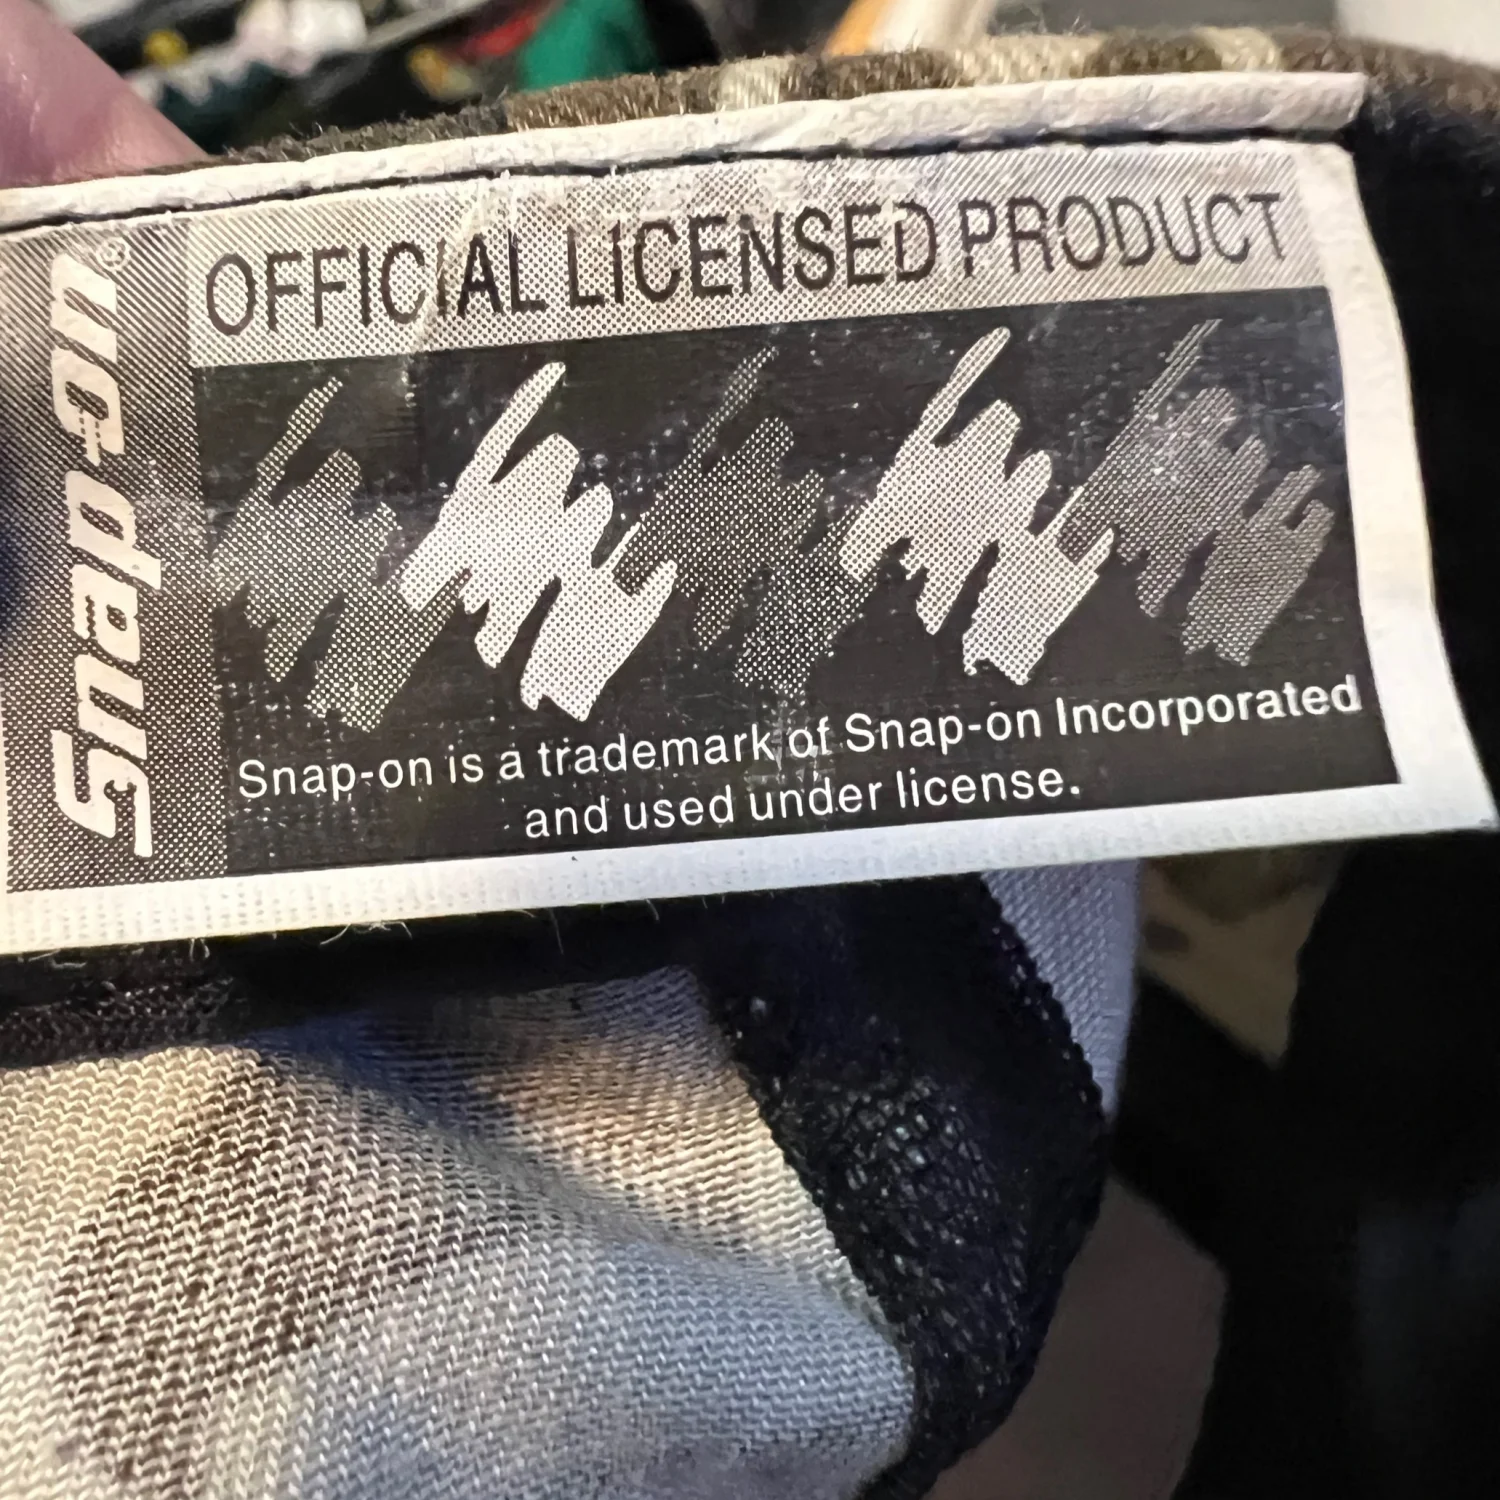 Snap-on®
OFFICIAL LICENSED PRODUCT
Snap-on is a trademark of Snap-on Incorporated
and used under license.